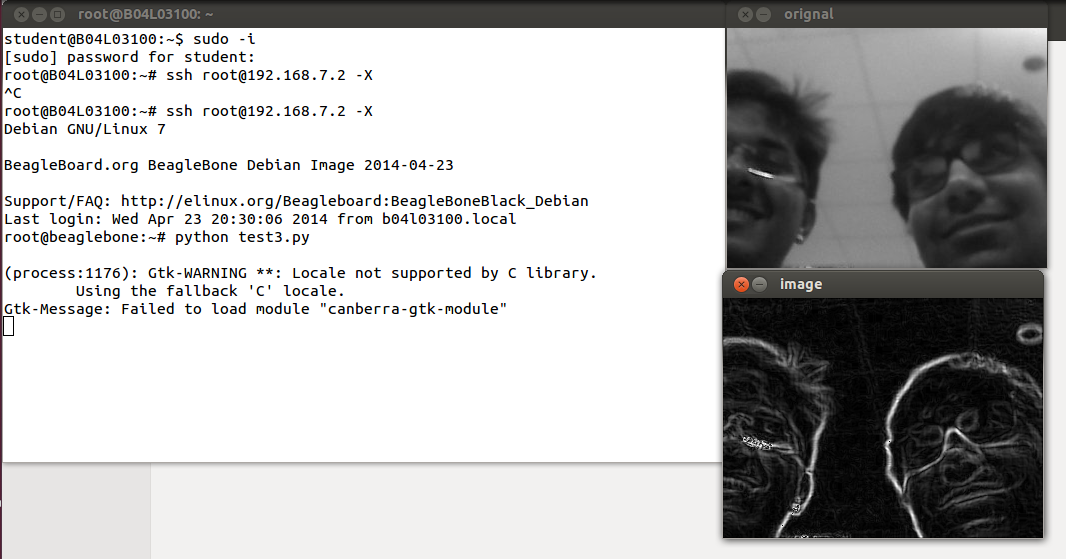 root@B04L03100: ~
student@B04L03100:~$ sudo -i
[sudo] password for student:
root@B04L03100:~# ssh root@192.168.7.2 -X
^C
root@B04L03100:~# ssh root@192.168.7.2 -X
Debian GNU/Linux 7
BeagleBoard.org BeagleBone Debian Image 2014-04-23
Support/FAQ: http://elinux.org/Beagleboard:BeagleBoneBlack_Debian
Last login: Wed Apr 23 20:30:06 2014 from b04l03100.local
root@beaglebone:~# python test3.py
(process:1176): Gtk-WARNING **: Locale not supported by C library.
Using the fallback 'C' locale.
Gtk-Message: Failed to load module "canberra-gtk-module"
orignal
image